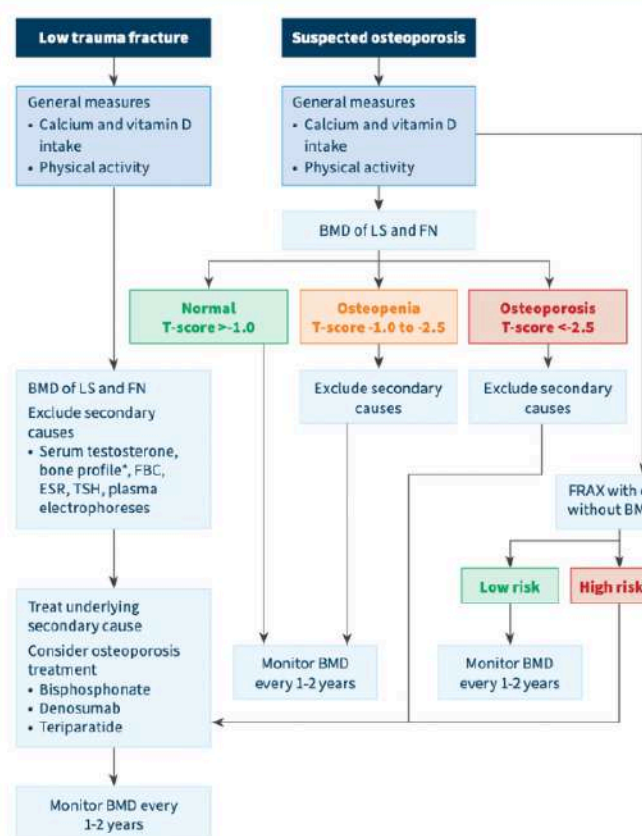 Low trauma fracture
General measures
• Calcium and vitamin D
intake
• Physical activity
BMD of LS and FN
Exclude secondary
causes
• Serum testosterone,
bone profile*, FBC,
ESR, TSH, plasma
electrophoreses
Treat underlying
secondary cause
Consider osteoporosis
treatment
• Bisphosphonate
• Denosumab
• Teriparatide
Monitor BMD every
1-2 years
Suspected osteoporosis
General measures
• Calcium and vitamin D
intake
• Physical activity
BMD of LS and FN
Normal
T-score >-1.0
Osteopenia
T-score -1.0 to -2.5
Osteoporosis
T-score <-2.5
Exclude secondary
causes
Exclude secondary
causes
Monitor BMD
every 1-2 years
FRAX with
without
Low risk
High risk
Monitor BMD
every 1-2 years